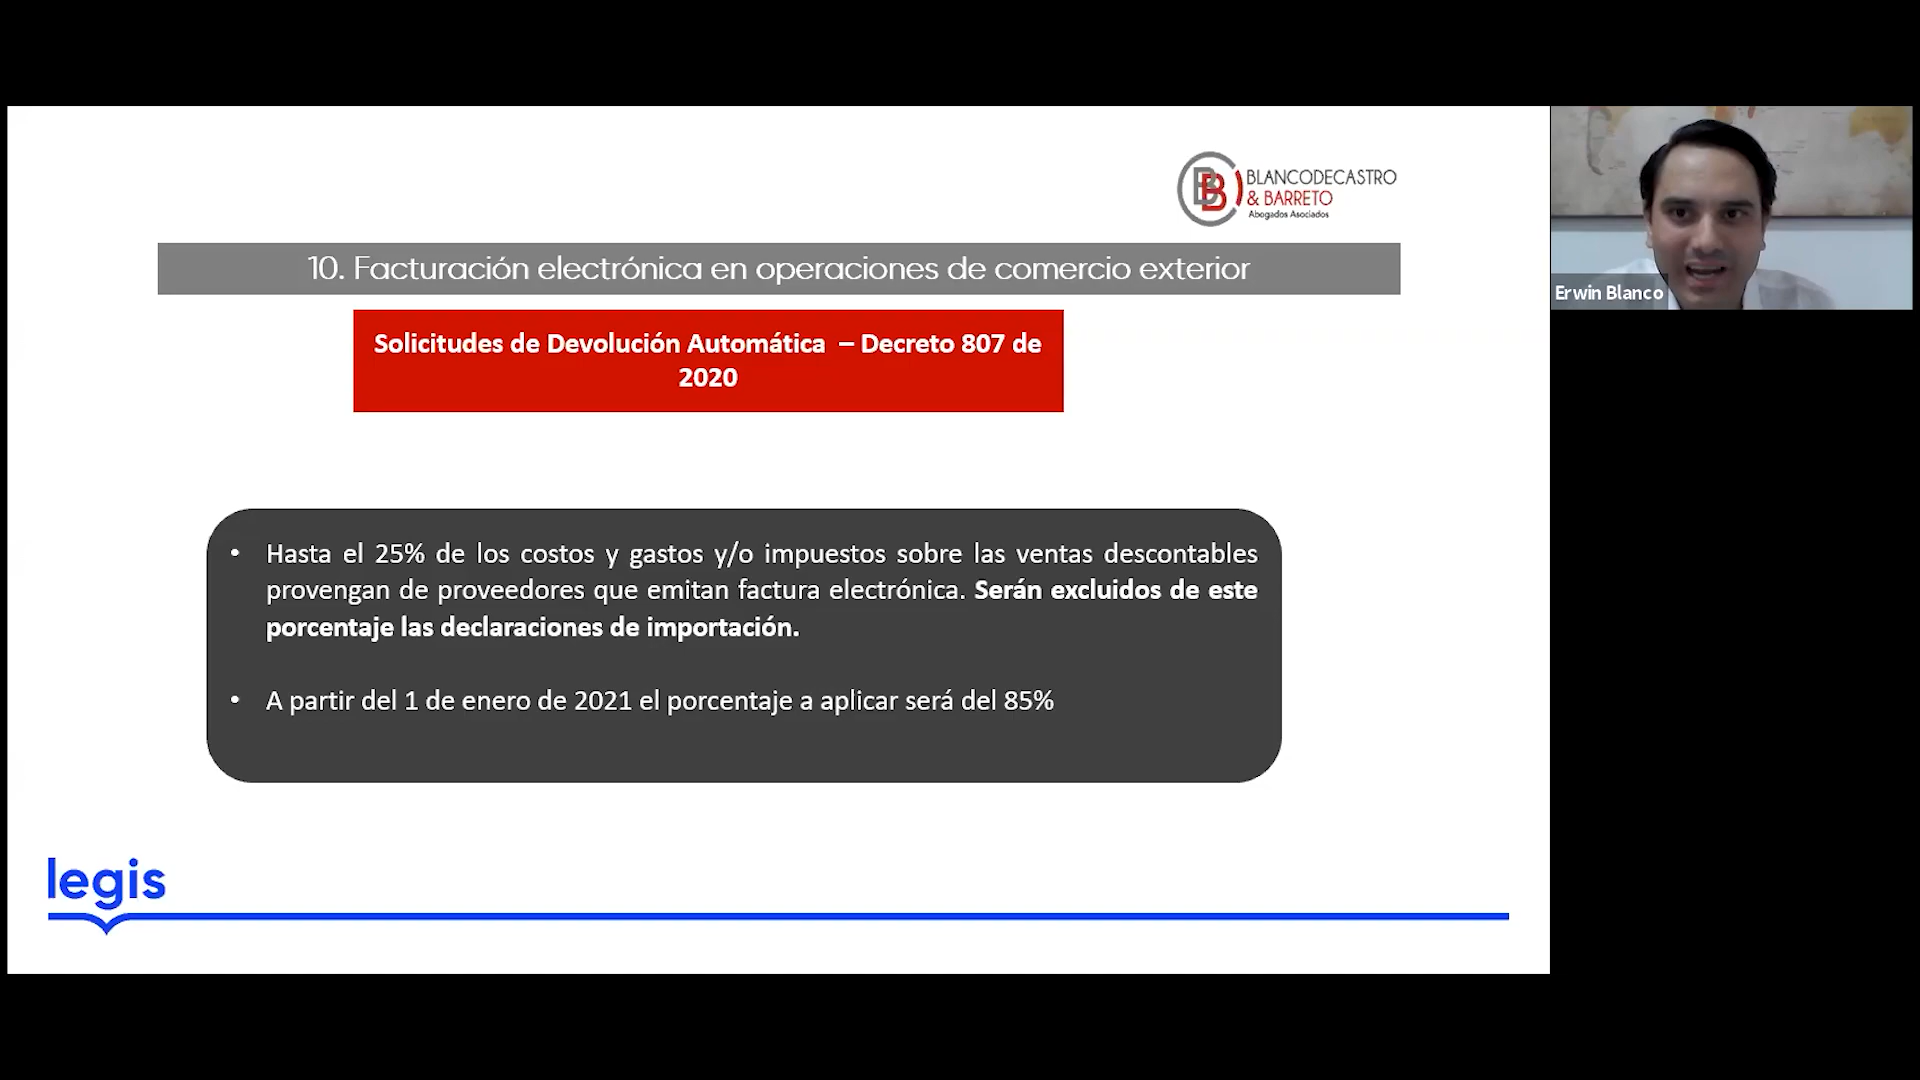 BB BLANCODECASTRO
& BARRETO
Abogados Asociados
10. Facturación electrónica en operaciones de comercio exterior
Solicitudes de Devolución Automática – Decreto 807 de
2020
• Hasta el 25% de los costos y gastos y/o impuestos sobre las ventas descontables
provengan de proveedores que emitan factura electrónica. Serán excluidos de este
porcentaje las declaraciones de importación.
• A partir del 1 de enero de 2021 el porcentaje a aplicar será del 85%
legis
Erwin Blanco